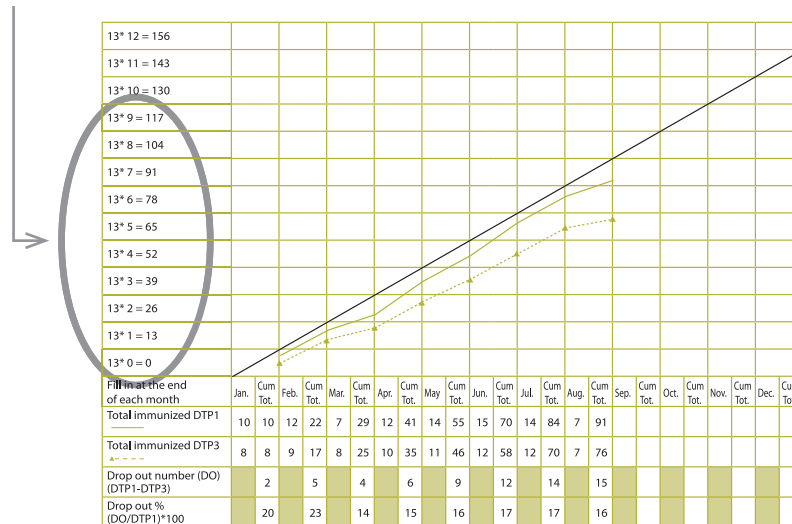 13* 12 = 156
13* 11 = 143
13* 10 = 130
13* 9 = 117
13* 8 = 104
13* 7 = 91
13* 6 = 78
13* 5 = 65
13* 4 = 52
13* 3 = 39
13* 2 = 26
13* 1 = 13
13* 0 = 0
Fill in at the end of each month Jan. Cum Tot. Feb. Cum Tot. Mar. Cum Tot. Apr. Cum Tot. May Cum Tot. Jun. Cum Tot. Jul. Cum Tot. Aug. Cum Tot. Sep. Cum Tot. Oct. Cum Tot. Nov. Cum Tot. Dec.
Total immunized DTP1 10 10 12 22 7 29 12 41 14 55 15 70 14 84 7 91
Total immunized DTP3 8 8 9 17 8 25 10 35 11 46 12 58 12 70 7 76
Drop out number (DO) (DTP1-DTP3) 2 5 4 6 9 12 14 15
Drop out % (DO/DTP1)*100 20 23 14 15 16 17 17 16